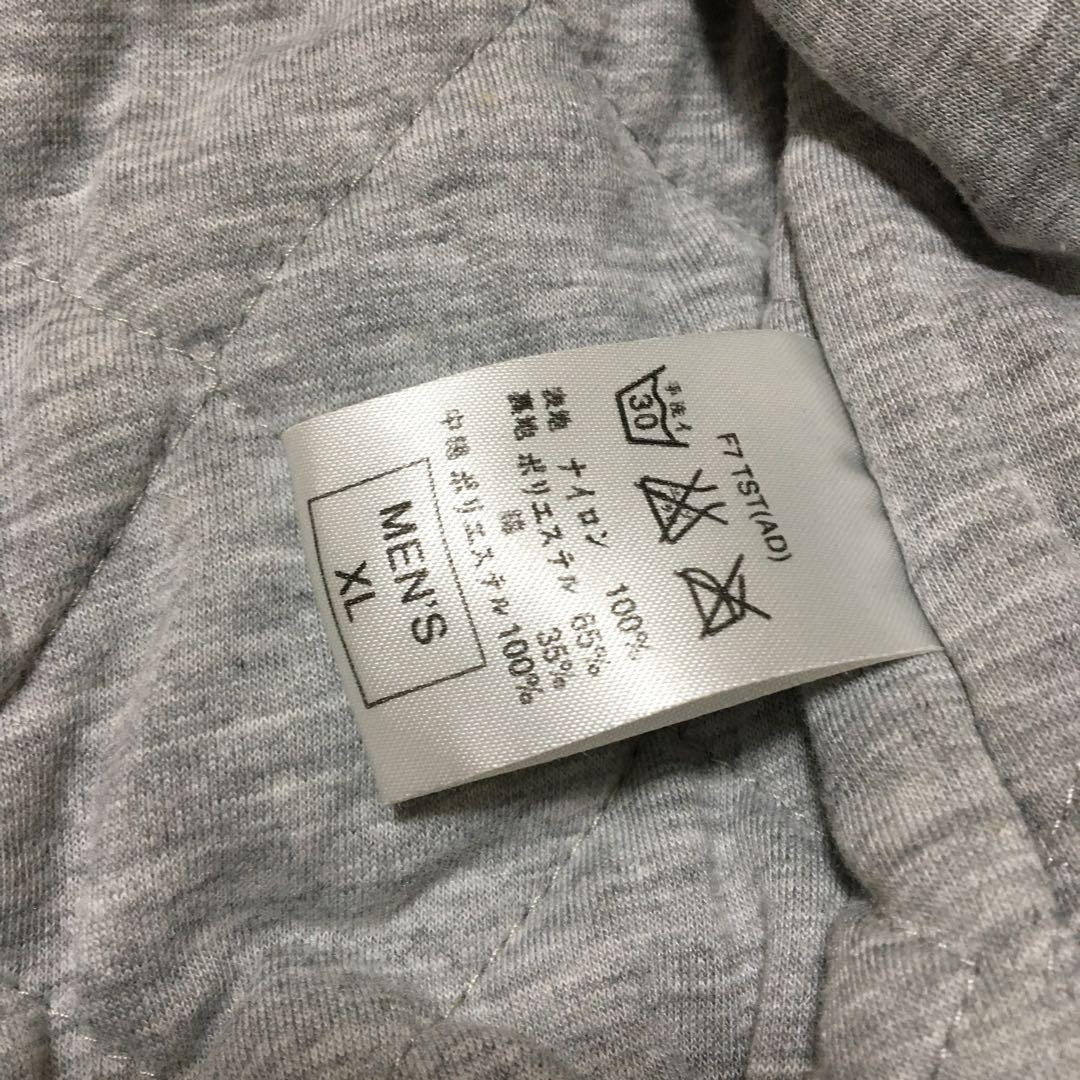 F7 TST(AD)
手洗イ
30
表地 ナイロン 100%
裏地 ポリエステル 65%
綿 35%
中綿 ポリエステル 100%
MEN'S
XL